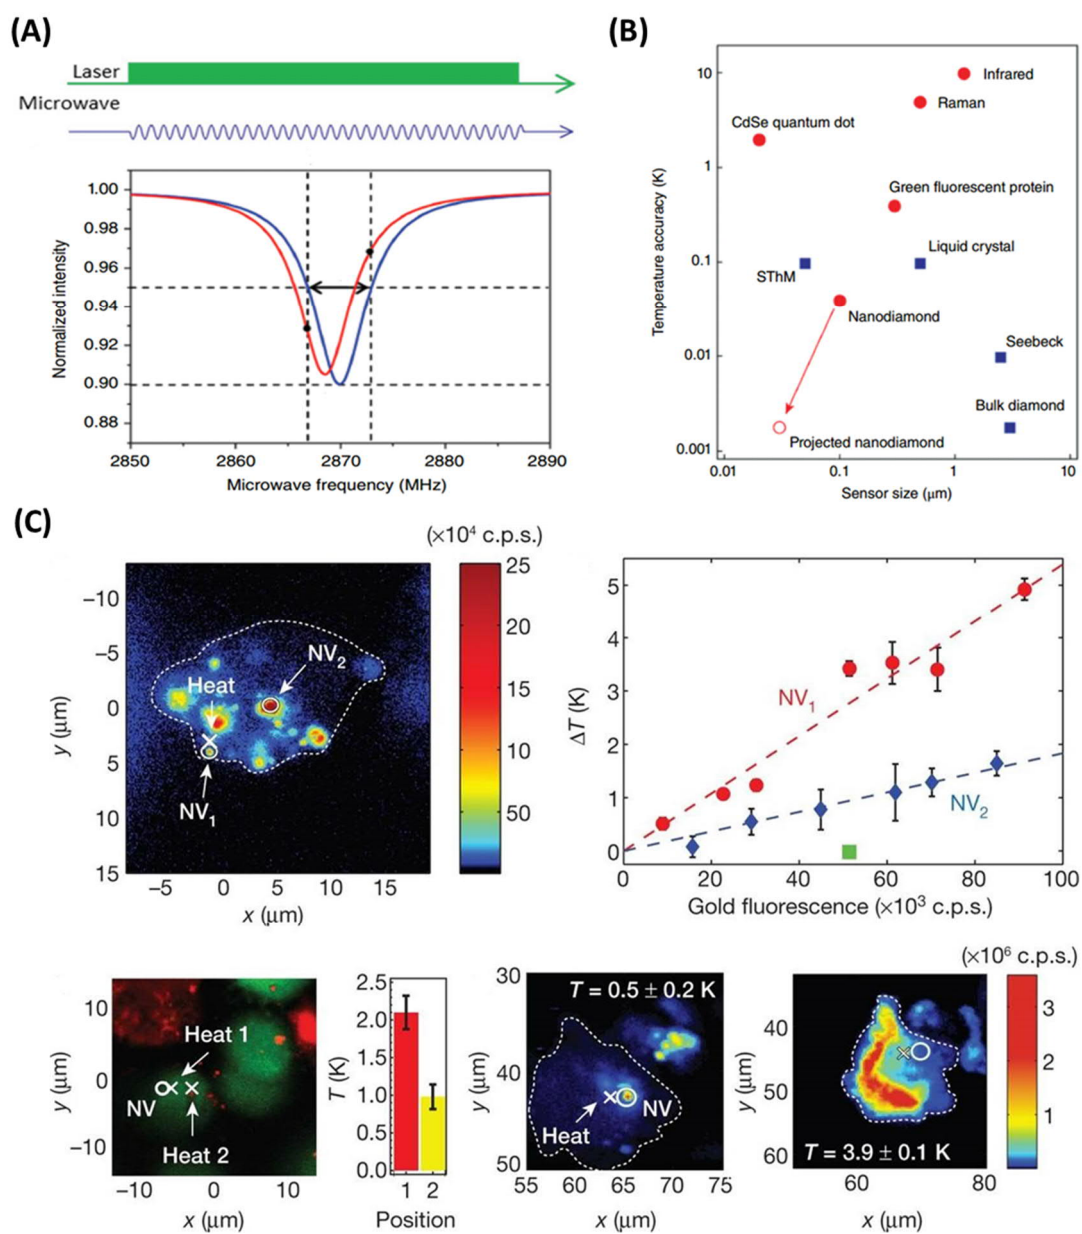 (A)
Laser
Microwave
Normalized intensity
1.00
0.98
0.96
0.94
0.92
0.90
0.88
2850
2860
2870
2880
2890
Microwave frequency (MHz)
(B)
Temperature accuracy (K)
10
1
0.1
0.01
0.001
Infrared
Raman
CdSe quantum dot
Green fluorescent protein
Liquid crystal
SThM
Nanodiamond
Seebeck
Bulk diamond
Projected nanodiamond
0.01
0.1
1
10
Sensor size (μm)
(C)
(×10⁴ c.p.s.)
y (μm)
−10
−5
0
5
10
15
NV₂
Heat
NV₁
−5
0
5
10
15
x (μm)
25
20
15
10
50
ΔT (K)
5
4
3
2
1
0
NV₁
NV₂
0
20
40
60
80
100
Gold fluorescence (×10³ c.p.s.)
y (μm)
10
0
−10
Heat 1
NV
Heat 2
−10
0
10
x (μm)
T (K)
2.5
2.0
1.5
1.0
0.5
0.0
1
2
Position
y (μm)
30
40
50
T = 0.5 ± 0.2 K
NV
Heat
55
60
65
70
75
x (μm)
(×10⁶ c.p.s.)
y (μm)
40
50
60
T = 3.9 ± 0.1 K
60
80
x (μm)
3
2
1